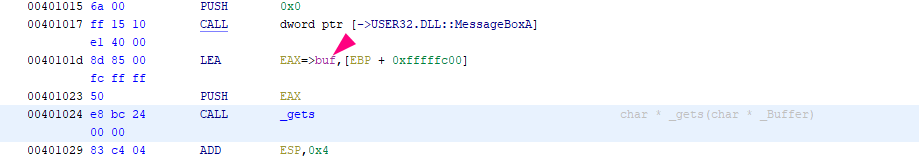 00401015 6a 00 PUSH 0x0
00401017 ff 15 10 CALL dword ptr [->USER32.DLL::MessageBoxA]
e1 40 00
0040101d 8d 85 00 LEA EAX=>buf,[EBP + 0xfffffc00]
fc ff ff
00401023 50 PUSH EAX
00401024 e8 bc 24 CALL _gets char * _gets(char * _Buffer)
00 00
00401029 83 c4 04 ADD ESP,0x4